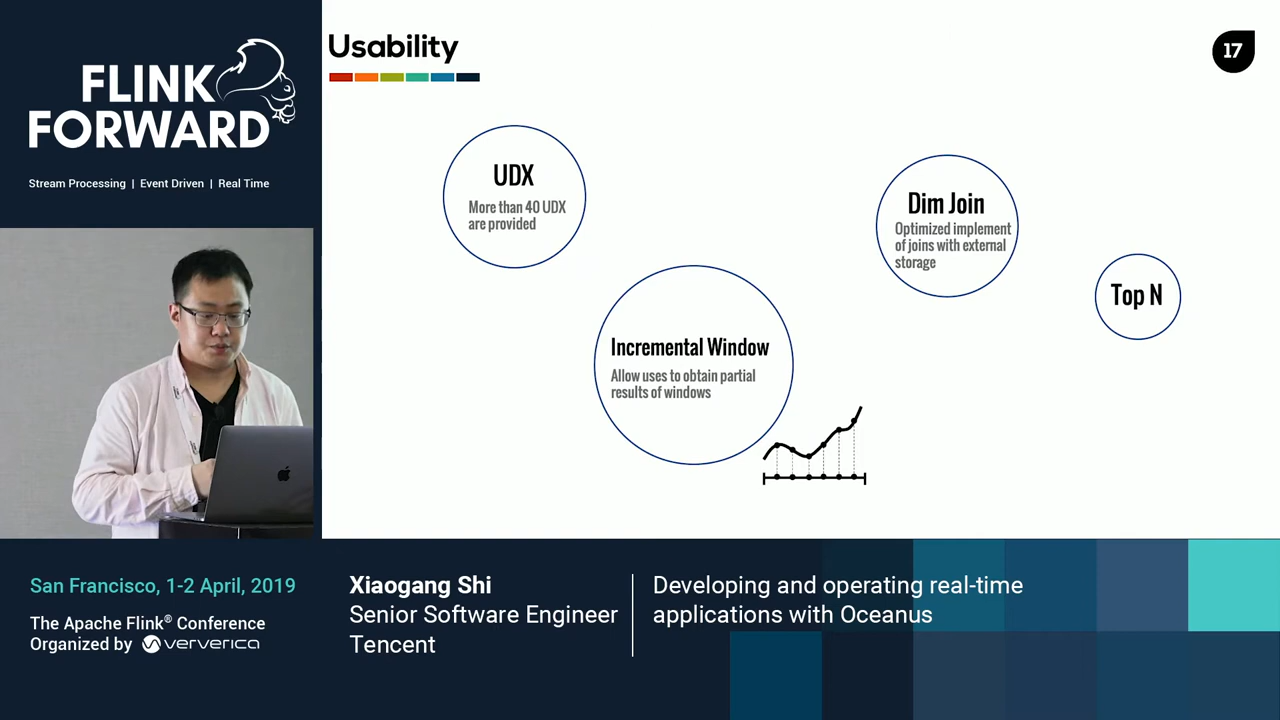 FLINK
FORWARD
Stream Processing | Event Driven | Real Time
Usability
17
UDX
More than 40 UDX
are provided
Dim Join
Optimized implement
of joins with external
storage
Top N
Incremental Window
Allow uses to obtain partial
results of windows
San Francisco, 1-2 April, 2019
The Apache Flink® Conference
Organized by ververica
Xiaogang Shi
Senior Software Engineer
Tencent
Developing and operating real-time
applications with Oceanus